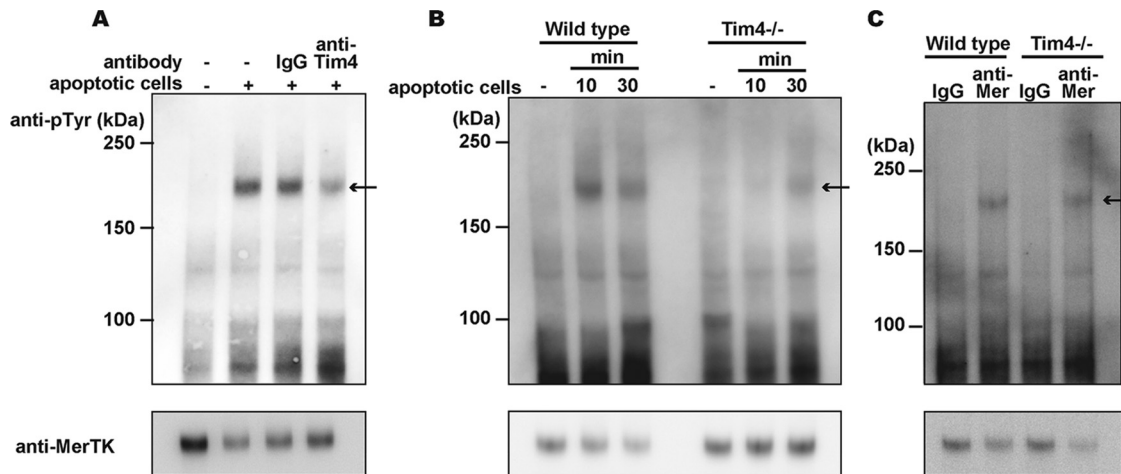 A
anti-
antibody - - IgG Tim4
apoptotic cells - + + +
anti-pTyr (kDa)
250
150
100
anti-MerTK
B
Wild type Tim4-/-
min min
apoptotic cells - 10 30 - 10 30
(kDa)
250
150
100
C
Wild type Tim4-/-
anti- anti-
IgG Mer IgG Mer
(kDa)
250
150
100